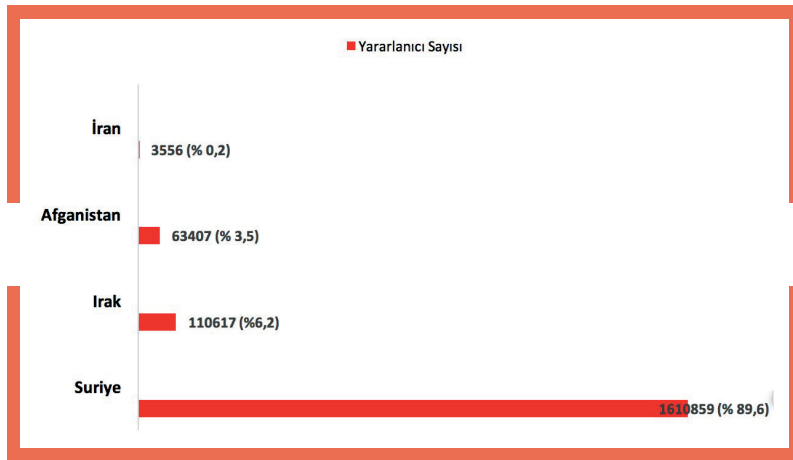 Yararlanıcı Sayısı
İran
3556 (% 0,2)
Afganistan
63407 (% 3,5)
Irak
110617 (%6,2)
Suriye
1610859 (% 89,6)